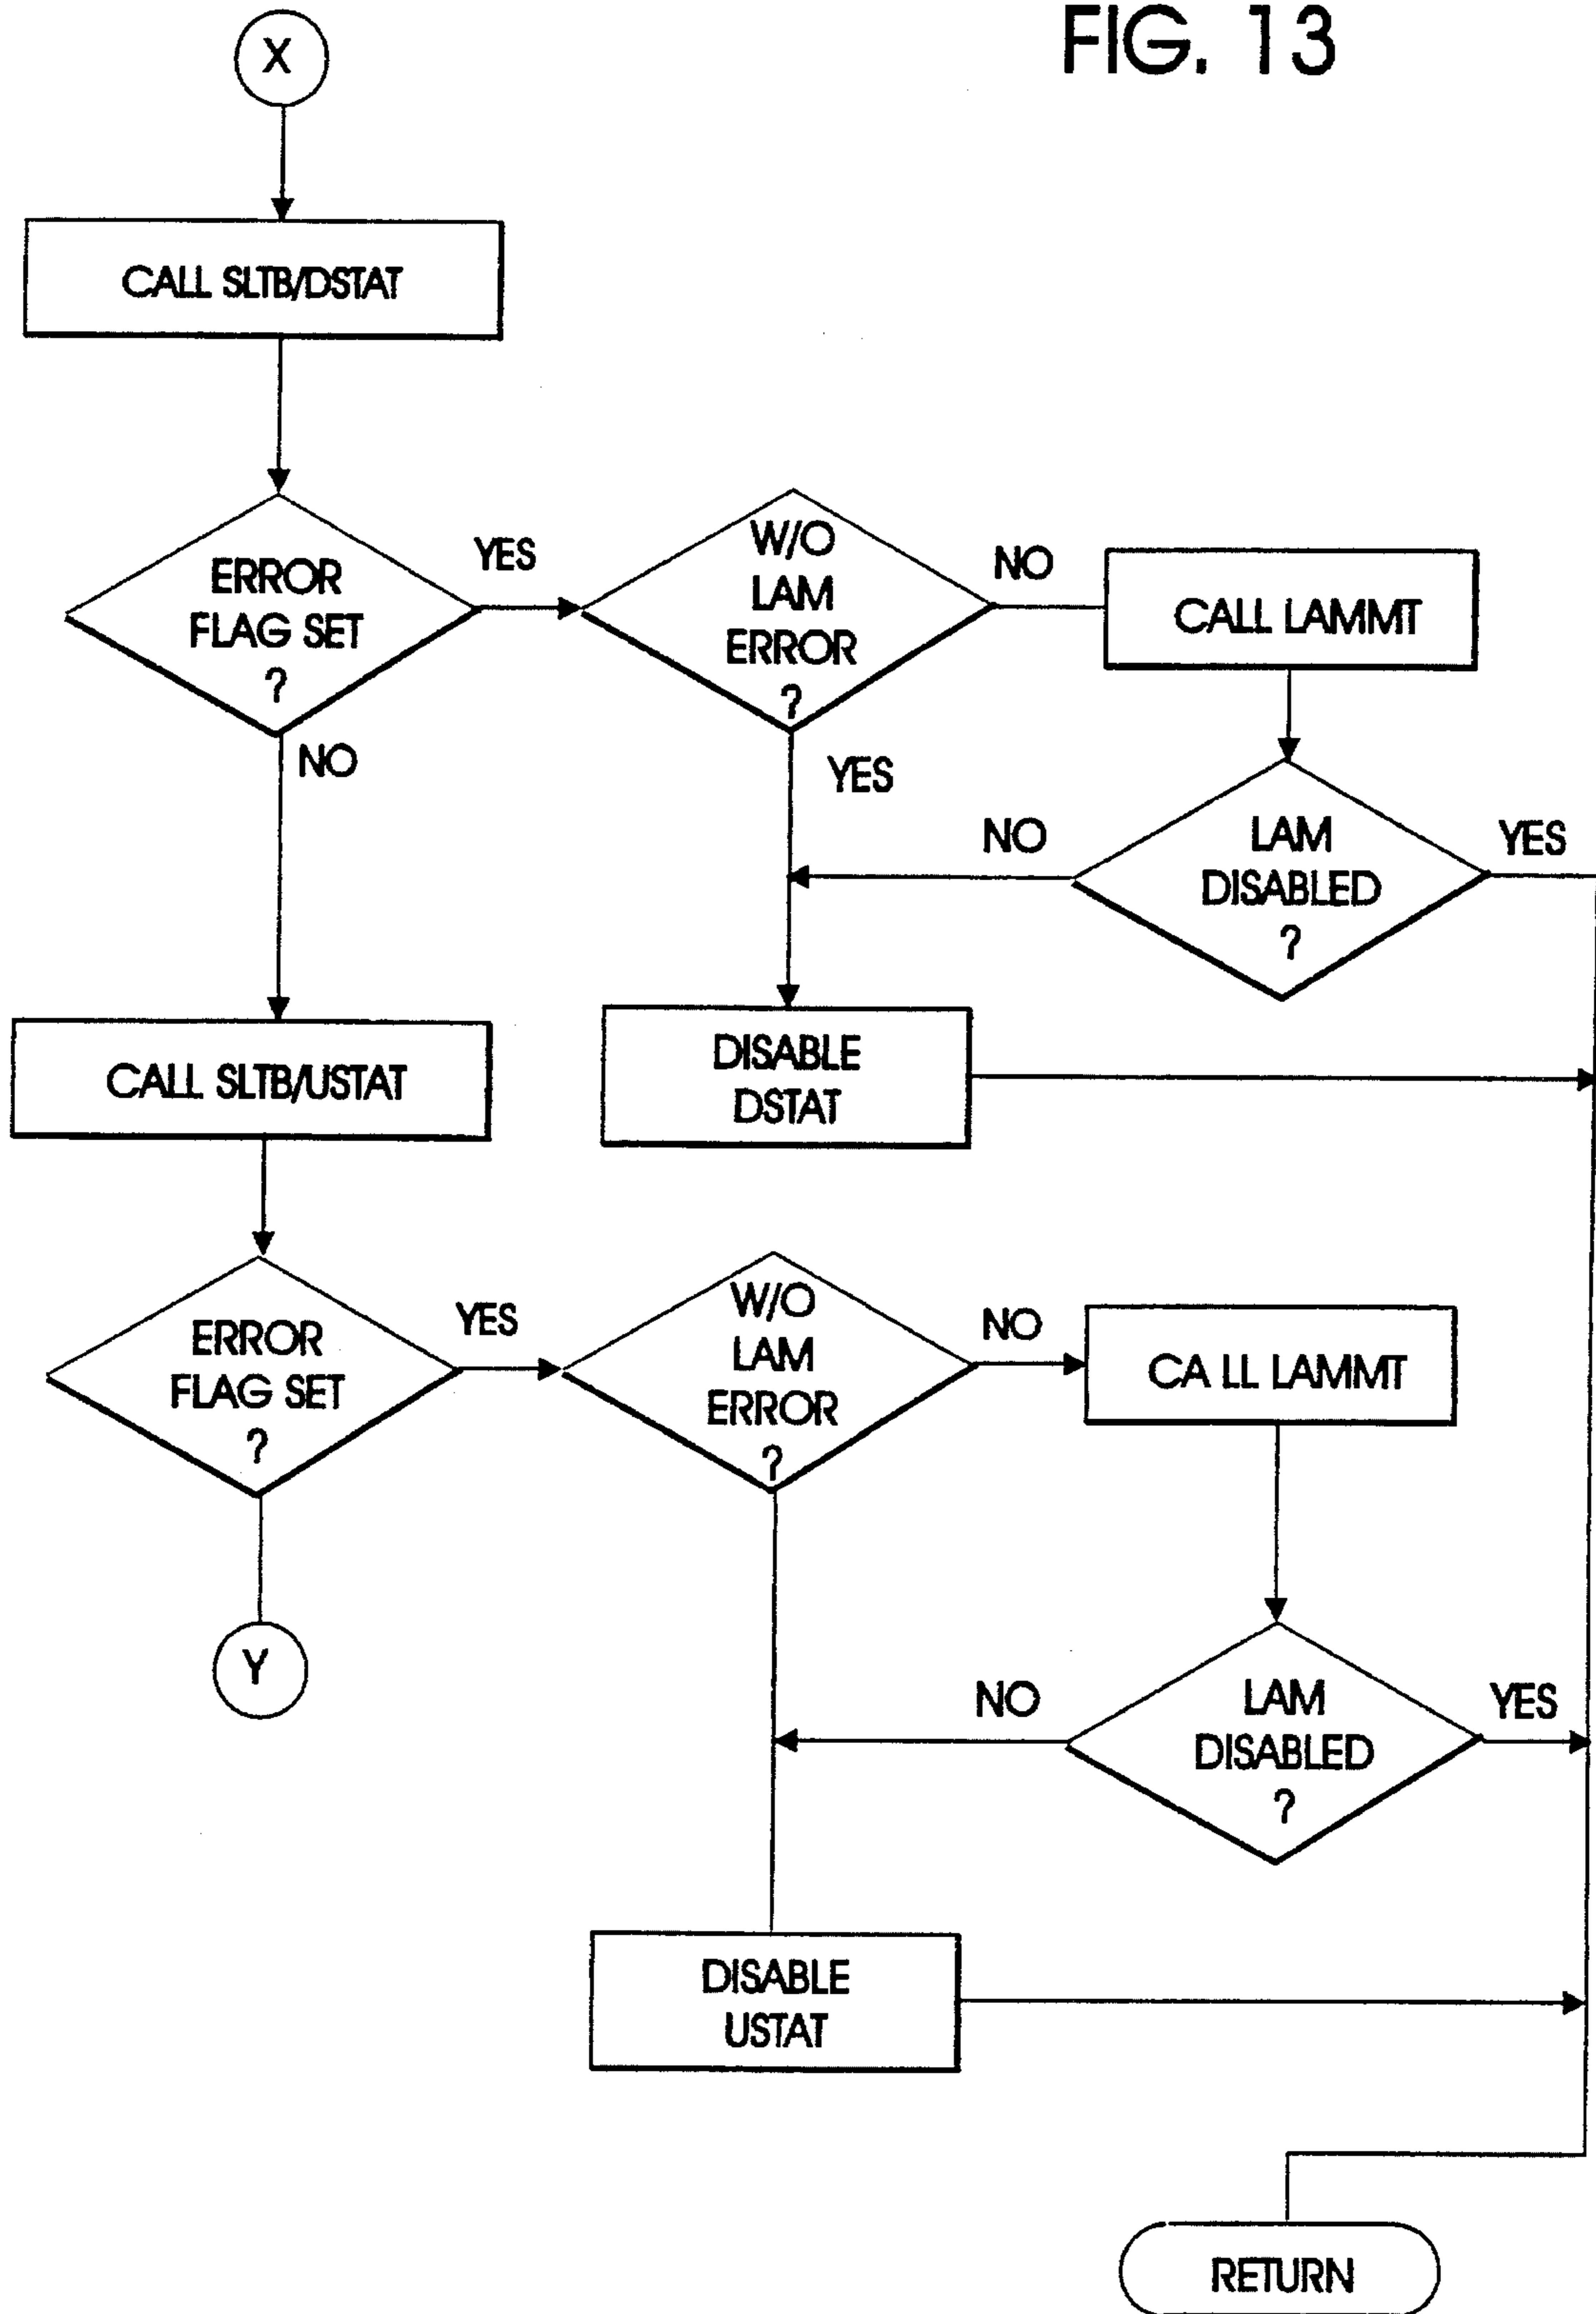 FIG. 13
X
CALL SLTB/DSTAT
ERROR
FLAG SET
?
YES
NO
W/O
LAM
ERROR
?
NO
YES
CALL LAMMT
LAM
DISABLED
?
NO
YES
DISABLE
DSTAT
CALL SLTB/USTAT
ERROR
FLAG SET
?
YES
Y
W/O
LAM
ERROR
?
NO
CA LL LAMMT
LAM
DISABLED
?
NO
YES
DISABLE
USTAT
RETURN